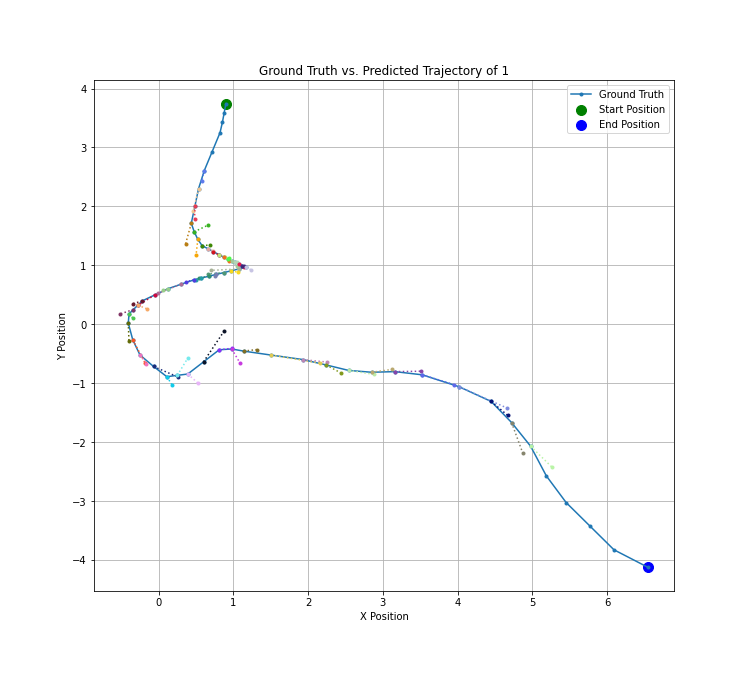 Ground Truth vs. Predicted Trajectory of 1
Ground Truth
Start Position
End Position
4
3
2
1
0
−1
−2
−3
−4
Y Position
0 1 2 3 4 5 6
X Position